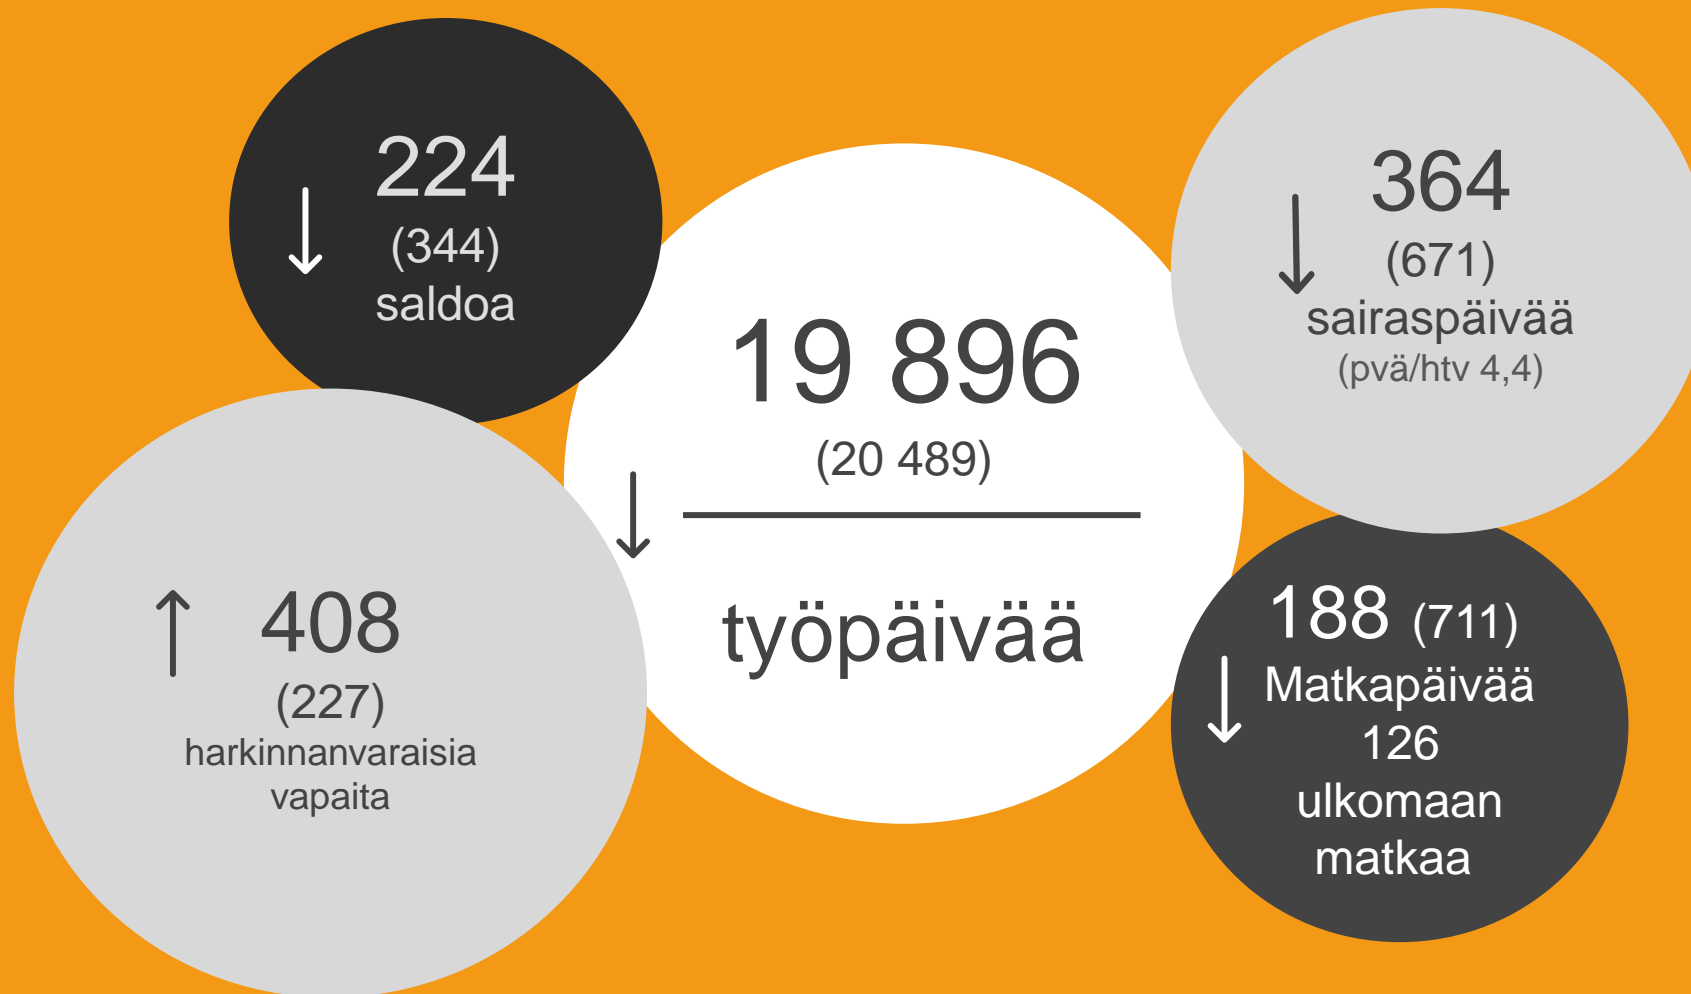 224
(344)
saldoa
364
(671)
sairaspäivää
(pvä/htv 4,4)
19 896
(20 489)
työpäivää
408
(227)
harkinnanvaraisia
vapaita
188 (711)
Matkapäivää
126
ulkomaan
matkaa